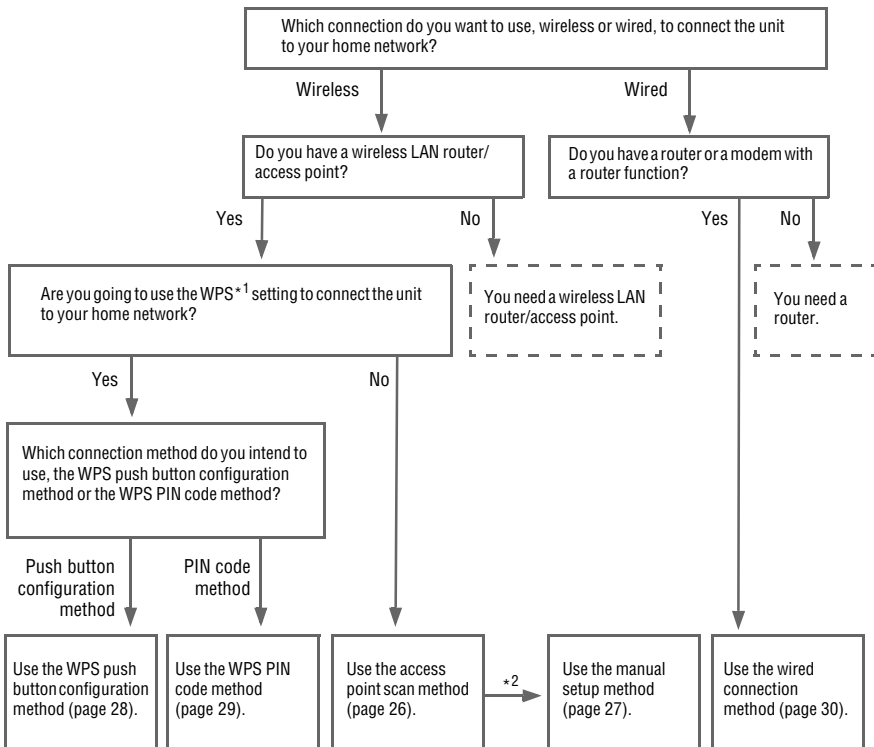 Which connection do you want to use, wireless or wired, to connect the unit
to your home network?
Wireless
Wired
Do you have a wireless LAN router/
access point?
Do you have a router or a modem with
a router function?
Yes
No
Yes
No
Are you going to use the WPS*1 setting to connect the unit
to your home network?
You need a wireless LAN
router/access point.
You need a
router.
Yes
No
Which connection method do you intend to
use, the WPS push button configuration
method or the WPS PIN code method?
Push button
configuration
method
PIN code
method
Use the WPS push
button configuration
method (page 28).
Use the WPS PIN
code method
(page 29).
Use the access
point scan method
(page 26).
*2
Use the manual
setup method
(page 27).
Use the wired
connection
method (page 30).